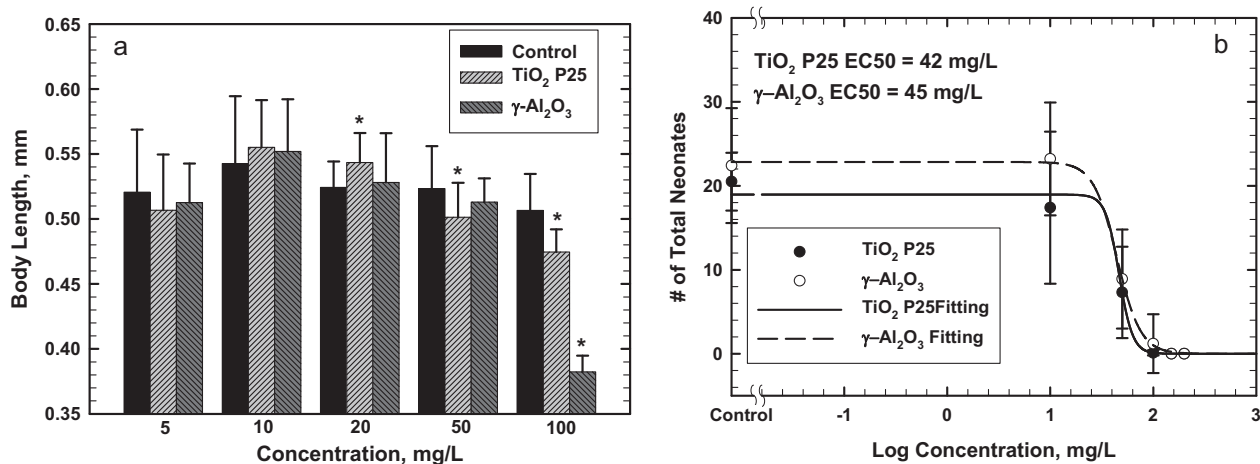 a
0.65
0.60
0.55
0.50
0.45
0.40
0.35
Body Length, mm
Control
TiO2 P25
γ-Al2O3
*
*
*
*
5
10
20
50
100
Concentration, mg/L
b
40
30
20
10
0
# of Total Neonates
TiO2 P25 EC50 = 42 mg/L
γ–Al2O3 EC50 = 45 mg/L
TiO2 P25
γ–Al2O3
TiO2 P25Fitting
γ–Al2O3 Fitting
Control
-1
0
1
2
3
Log Concentration, mg/L